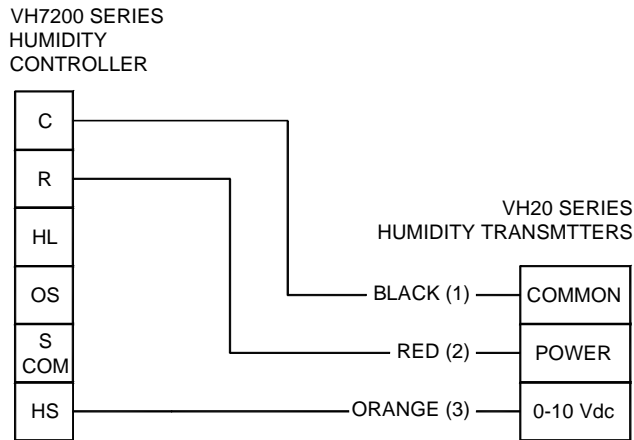 VH7200 SERIES
HUMIDITY
CONTROLLER
C
R
HL
OS
S
COM
HS
VH20 SERIES
HUMIDITY TRANSMTTERS
BLACK (1)
COMMON
RED (2)
POWER
ORANGE (3)
0-10 Vdc